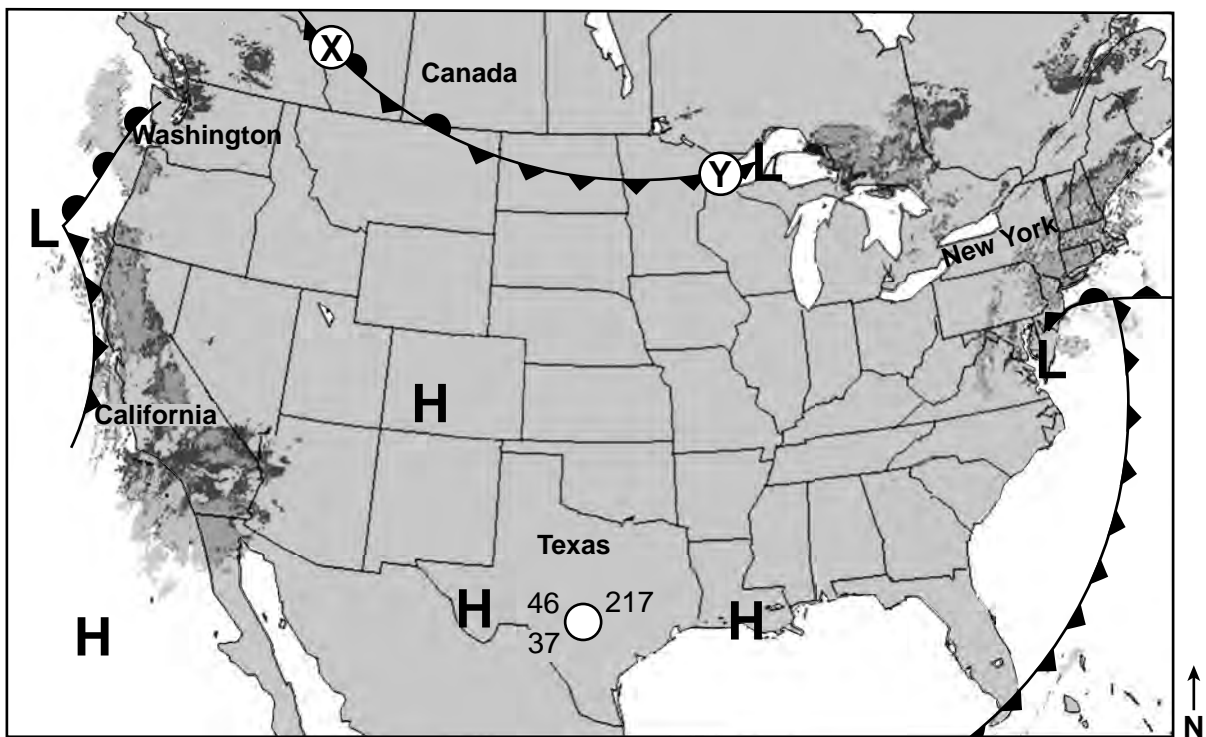 X
Canada
Washington
Y
L
L
New York
L
H
California
Texas
H
46
217
37
H
H
N